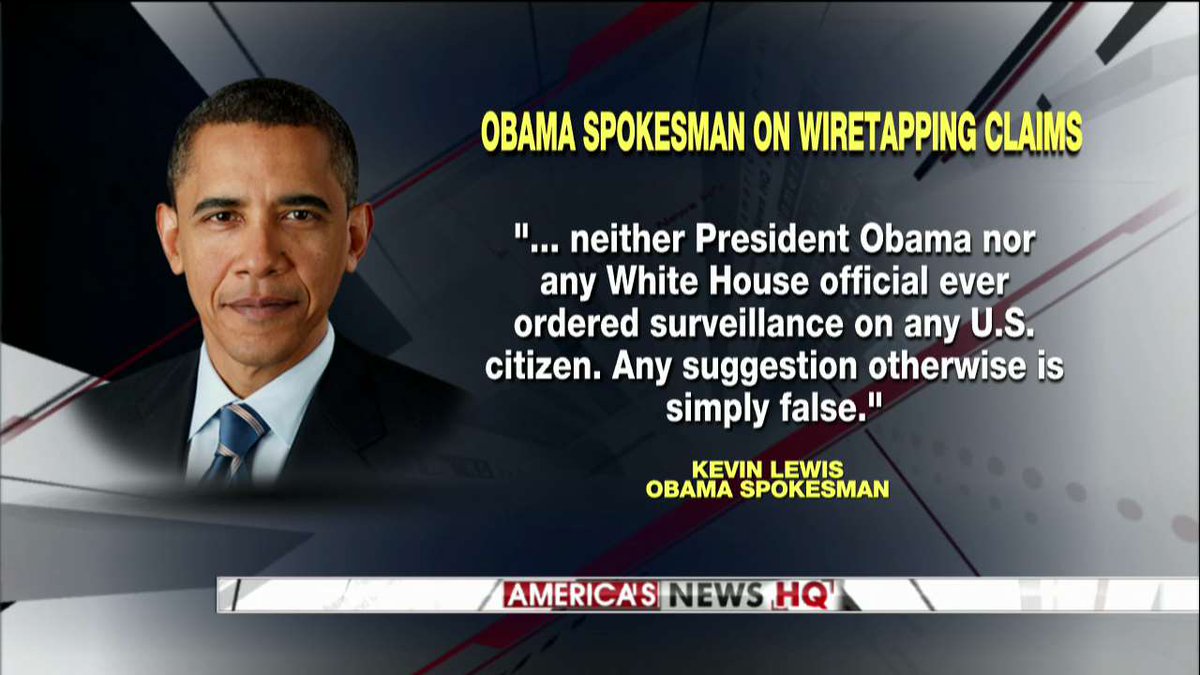 OBAMA SPOKESMAN ON WIRETAPPING CLAIMS
"... neither President Obama nor
any White House official ever
ordered surveillance on any U.S.
citizen. Any suggestion otherwise is
simply false."
KEVIN LEWIS
OBAMA SPOKESMAN
AMERICA'S NEWS HQ